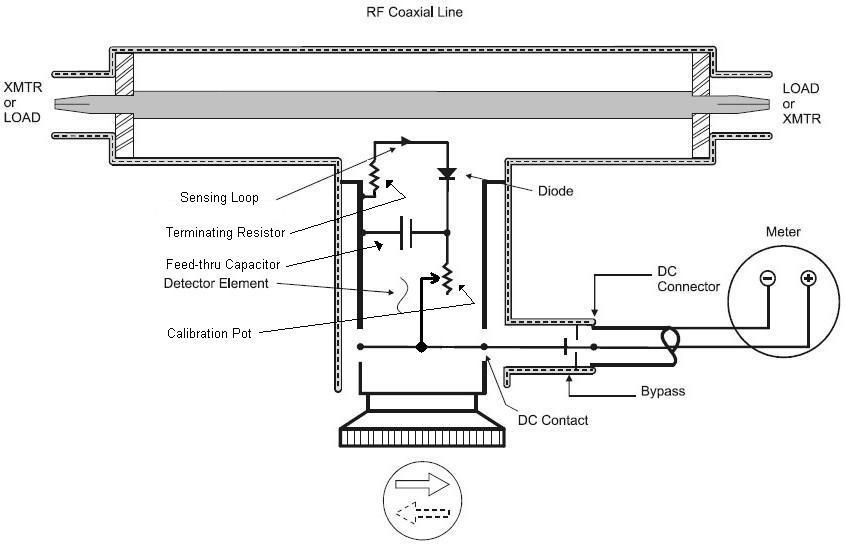 RF Coaxial Line
XMTR
or
LOAD
LOAD
or
XMTR
Sensing Loop
Diode
Terminating Resistor
Meter
Feed-thru Capacitor
DC
Connector
Detector Element
Calibration Pot
Bypass
DC Contact